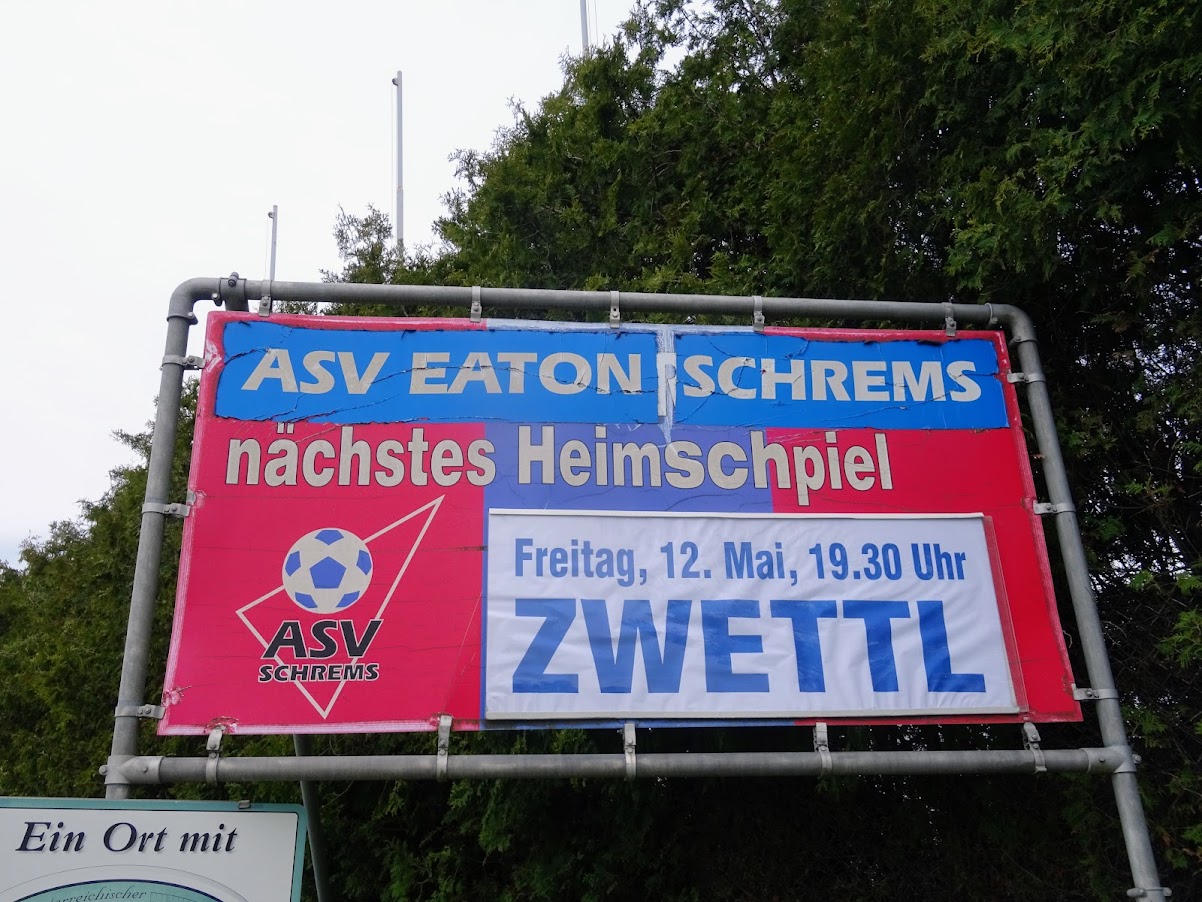 ASV EATON SCHREMS
nächstes Heimschpiel
Freitag, 12. Mai, 19.30 Uhr
ZWETTL
ASV
SCHREMS
Ein Ort mit